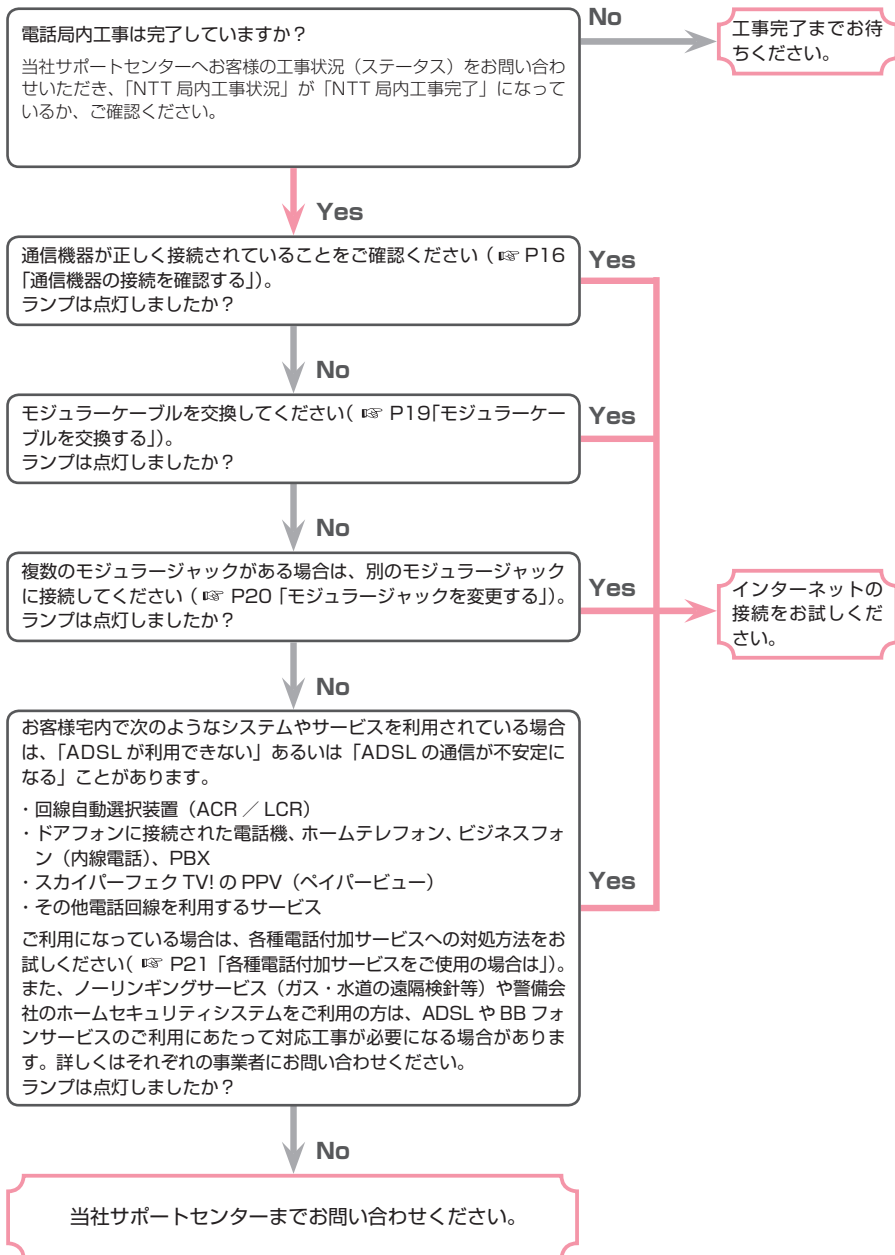 電話局内工事は完了していますか？
当社サポートセンターへお客様の工事状況（ステータス）をお問い合わ
せいただき、「NTT 局内工事状況」が「NTT 局内工事完了」になって
いるか、ご確認ください。
No
工事完了までお待
ちください。
Yes
通信機器が正しく接続されていることをご確認ください（ ☞ P16
「通信機器の接続を確認する」）。
ランプは点灯しましたか？
Yes
No
モジュラーケーブルを交換してください（ ☞ P19「モジュラーケー
ブルを交換する」）。
ランプは点灯しましたか？
Yes
No
複数のモジュラージャックがある場合は、別のモジュラージャック
に接続してください（ ☞ P20「モジュラージャックを変更する」）。
ランプは点灯しましたか？
Yes
インターネットの
接続をお試しくだ
さい。
No
お客様宅内で次のようなシステムやサービスを利用されている場合
は、「ADSL が利用できない」あるいは「ADSL の通信が不安定に
なる」ことがあります。
・回線自動選択装置（ACR ／ LCR）
・ドアフォンに接続された電話機、ホームテレフォン、ビジネスフォ
ン（内線電話）、PBX
・スカイパーフェク TV! の PPV（ペイパービュー）
・その他電話回線を利用するサービス
ご利用になっている場合は、各種電話付加サービスへの対処方法をお
試しください（ ☞ P21「各種電話付加サービスをご使用の場合は」）。
また、ノーリンギングサービス（ガス・水道の遠隔検針等）や警備会
社のホームセキュリティシステムをご利用の方は、ADSL や BB フォ
ンサービスのご利用にあたって対応工事が必要になる場合がありま
す。詳しくはそれぞれの事業者にお問い合わせください。
ランプは点灯しましたか？
Yes
No
当社サポートセンターまでお問い合わせください。